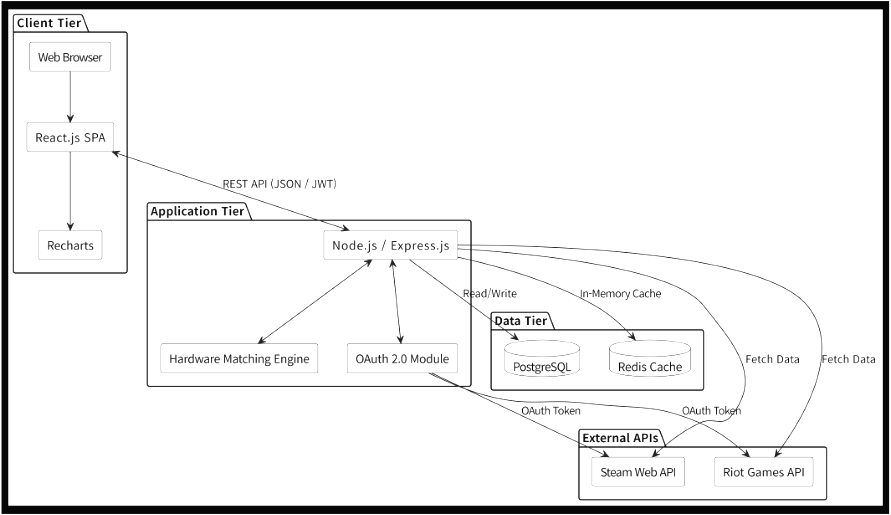 Client Tier
Web Browser
React.js SPA
REST API (JSON / JWT)
Recharts
Application Tier
Node.js / Express.js
Read/Write
In-Memory Cache
Hardware Matching Engine
OAuth 2.0 Module
Data Tier
PostgreSQL
Redis Cache
Fetch Data
Fetch Data
OAuth Token
OAuth Token
External APIs
Steam Web API
Riot Games API